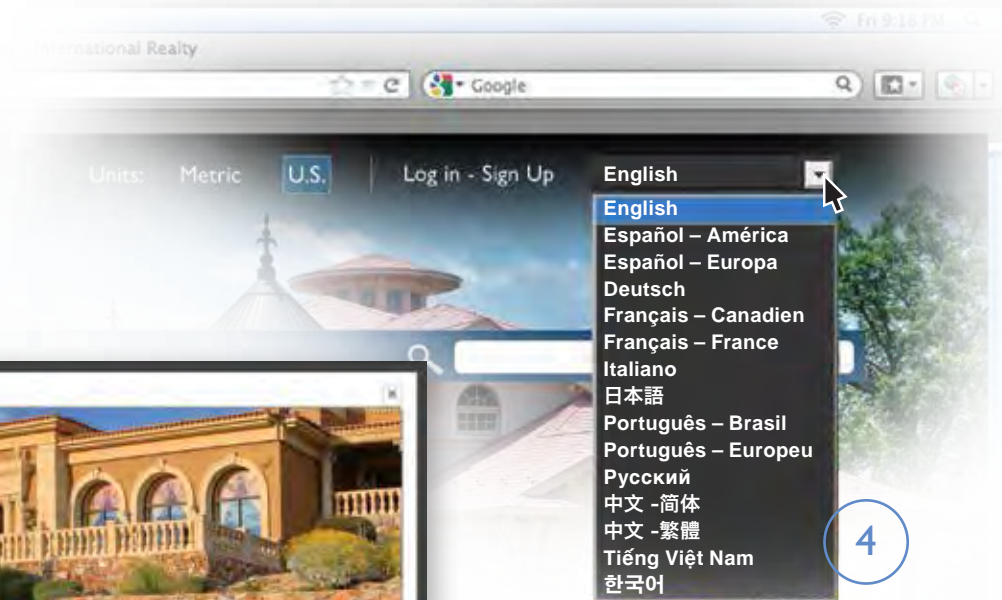 Fri 9:18 PM
International Realty
Google
Units: Metric U.S. Log in - Sign Up English
English
Español – América
Español – Europa
Deutsch
Français – Canadien
Français – France
Italiano
日本語
Português – Brasil
Português – Europeu
Русский
中文 -简体
中文 -繁體
Tiếng Việt Nam
한국어
4